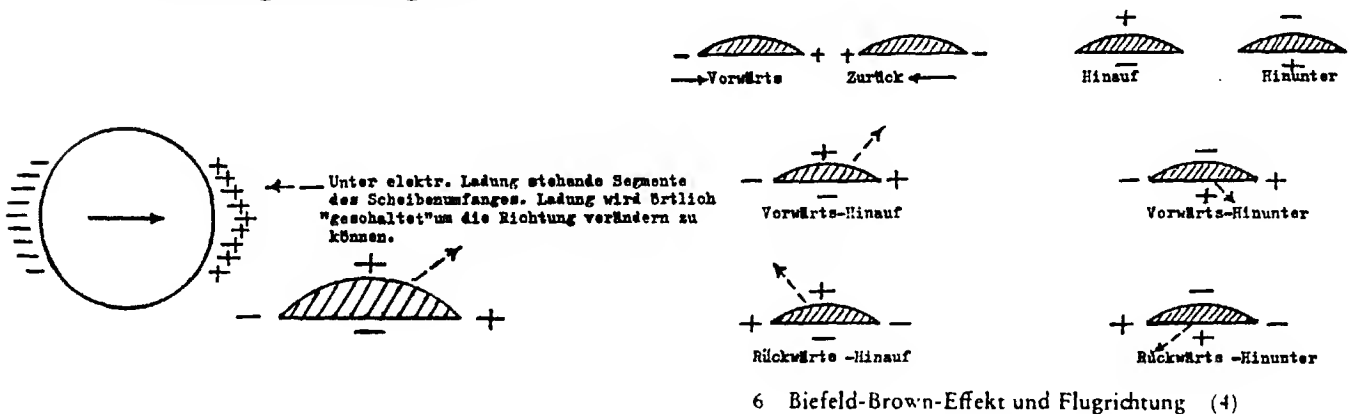 Vorwärts
Zurück
Hinauf
Hinunter
Unter elektr. Ladung stehende Segmente
des Scheibenumfanges. Ladung wird örtlich
"geschaltet"um die Richtung verändern zu
können.
Vorwärts-Hinauf
Vorwärts-Hinunter
Rückwärts -Hinauf
Rückwärts -Hinunter
6 Biefeld-Brown-Effekt und Flugrichtung (4)